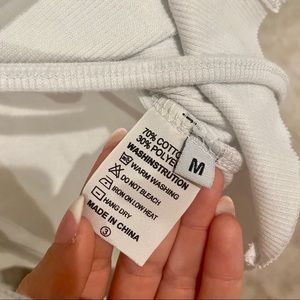 70% COTTO
30% POLYE
WASHINSTRUTION
WARM WASHING
DO NOT BLEACH
IRON ON LOW HEAT
HANG DRY
MADE IN CHINA
3
M